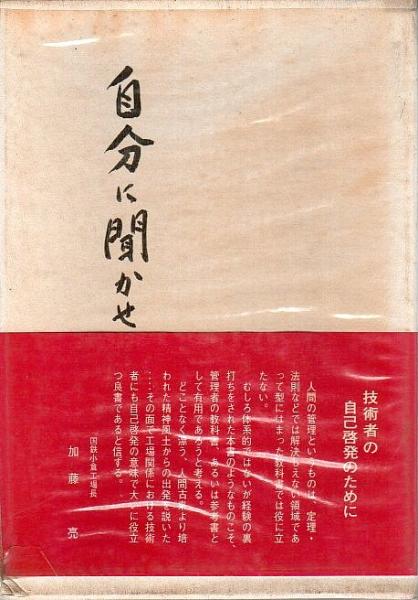 自分に聞かせ
技術者の
自己啓発のために
人間の管理というものは、定理・
法則などでは解決もえない領域であ
って型にはまった教科書では役に立
たない。
むしろ体系的ではないが経験の裏
打ちをされた本書のようなものこそ、
管理者の教科書、あるいは参考書と
して有用であろうと考える。
どことなく違う、人間古来より培
われた精神風土からの出発を説いた
……その面で工場関係における技術
者にも自己啓発の意味で大いに役立
つ良書であると信ずる。
国鉄小倉工場長
加藤 亮